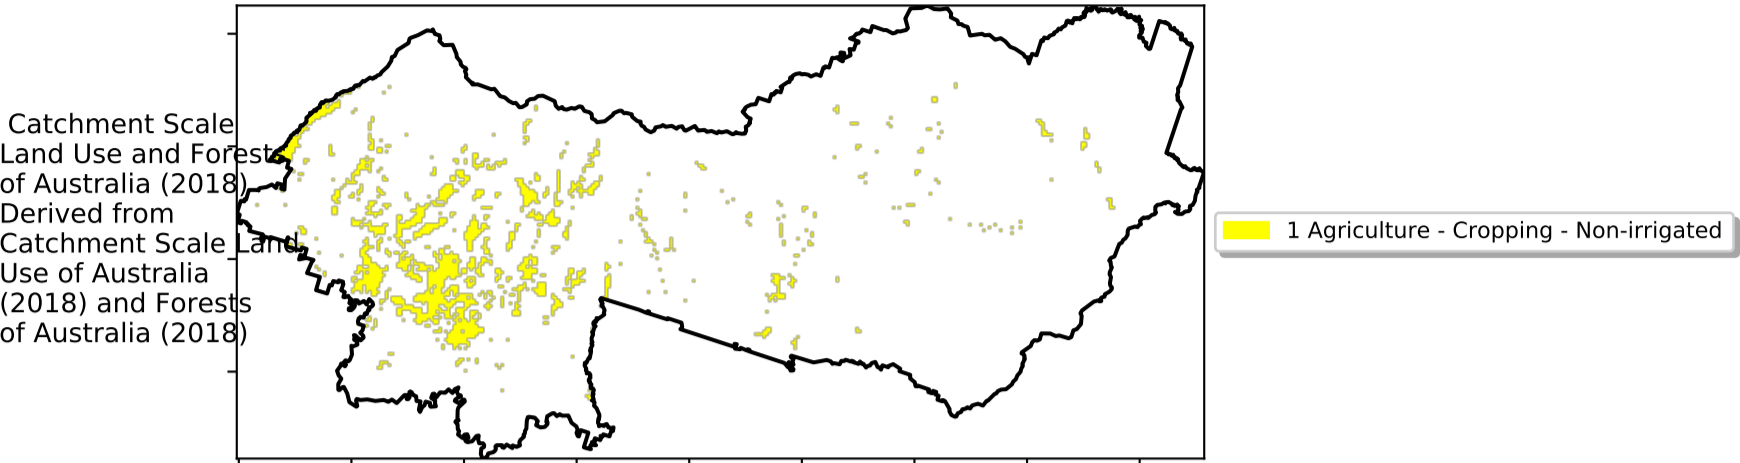 Catchment Scale
Land Use and Forests
of Australia (2018)
Derived from
Catchment Scale Land
Use of Australia
(2018) and Forests
of Australia (2018)
1 Agriculture - Cropping - Non-irrigated